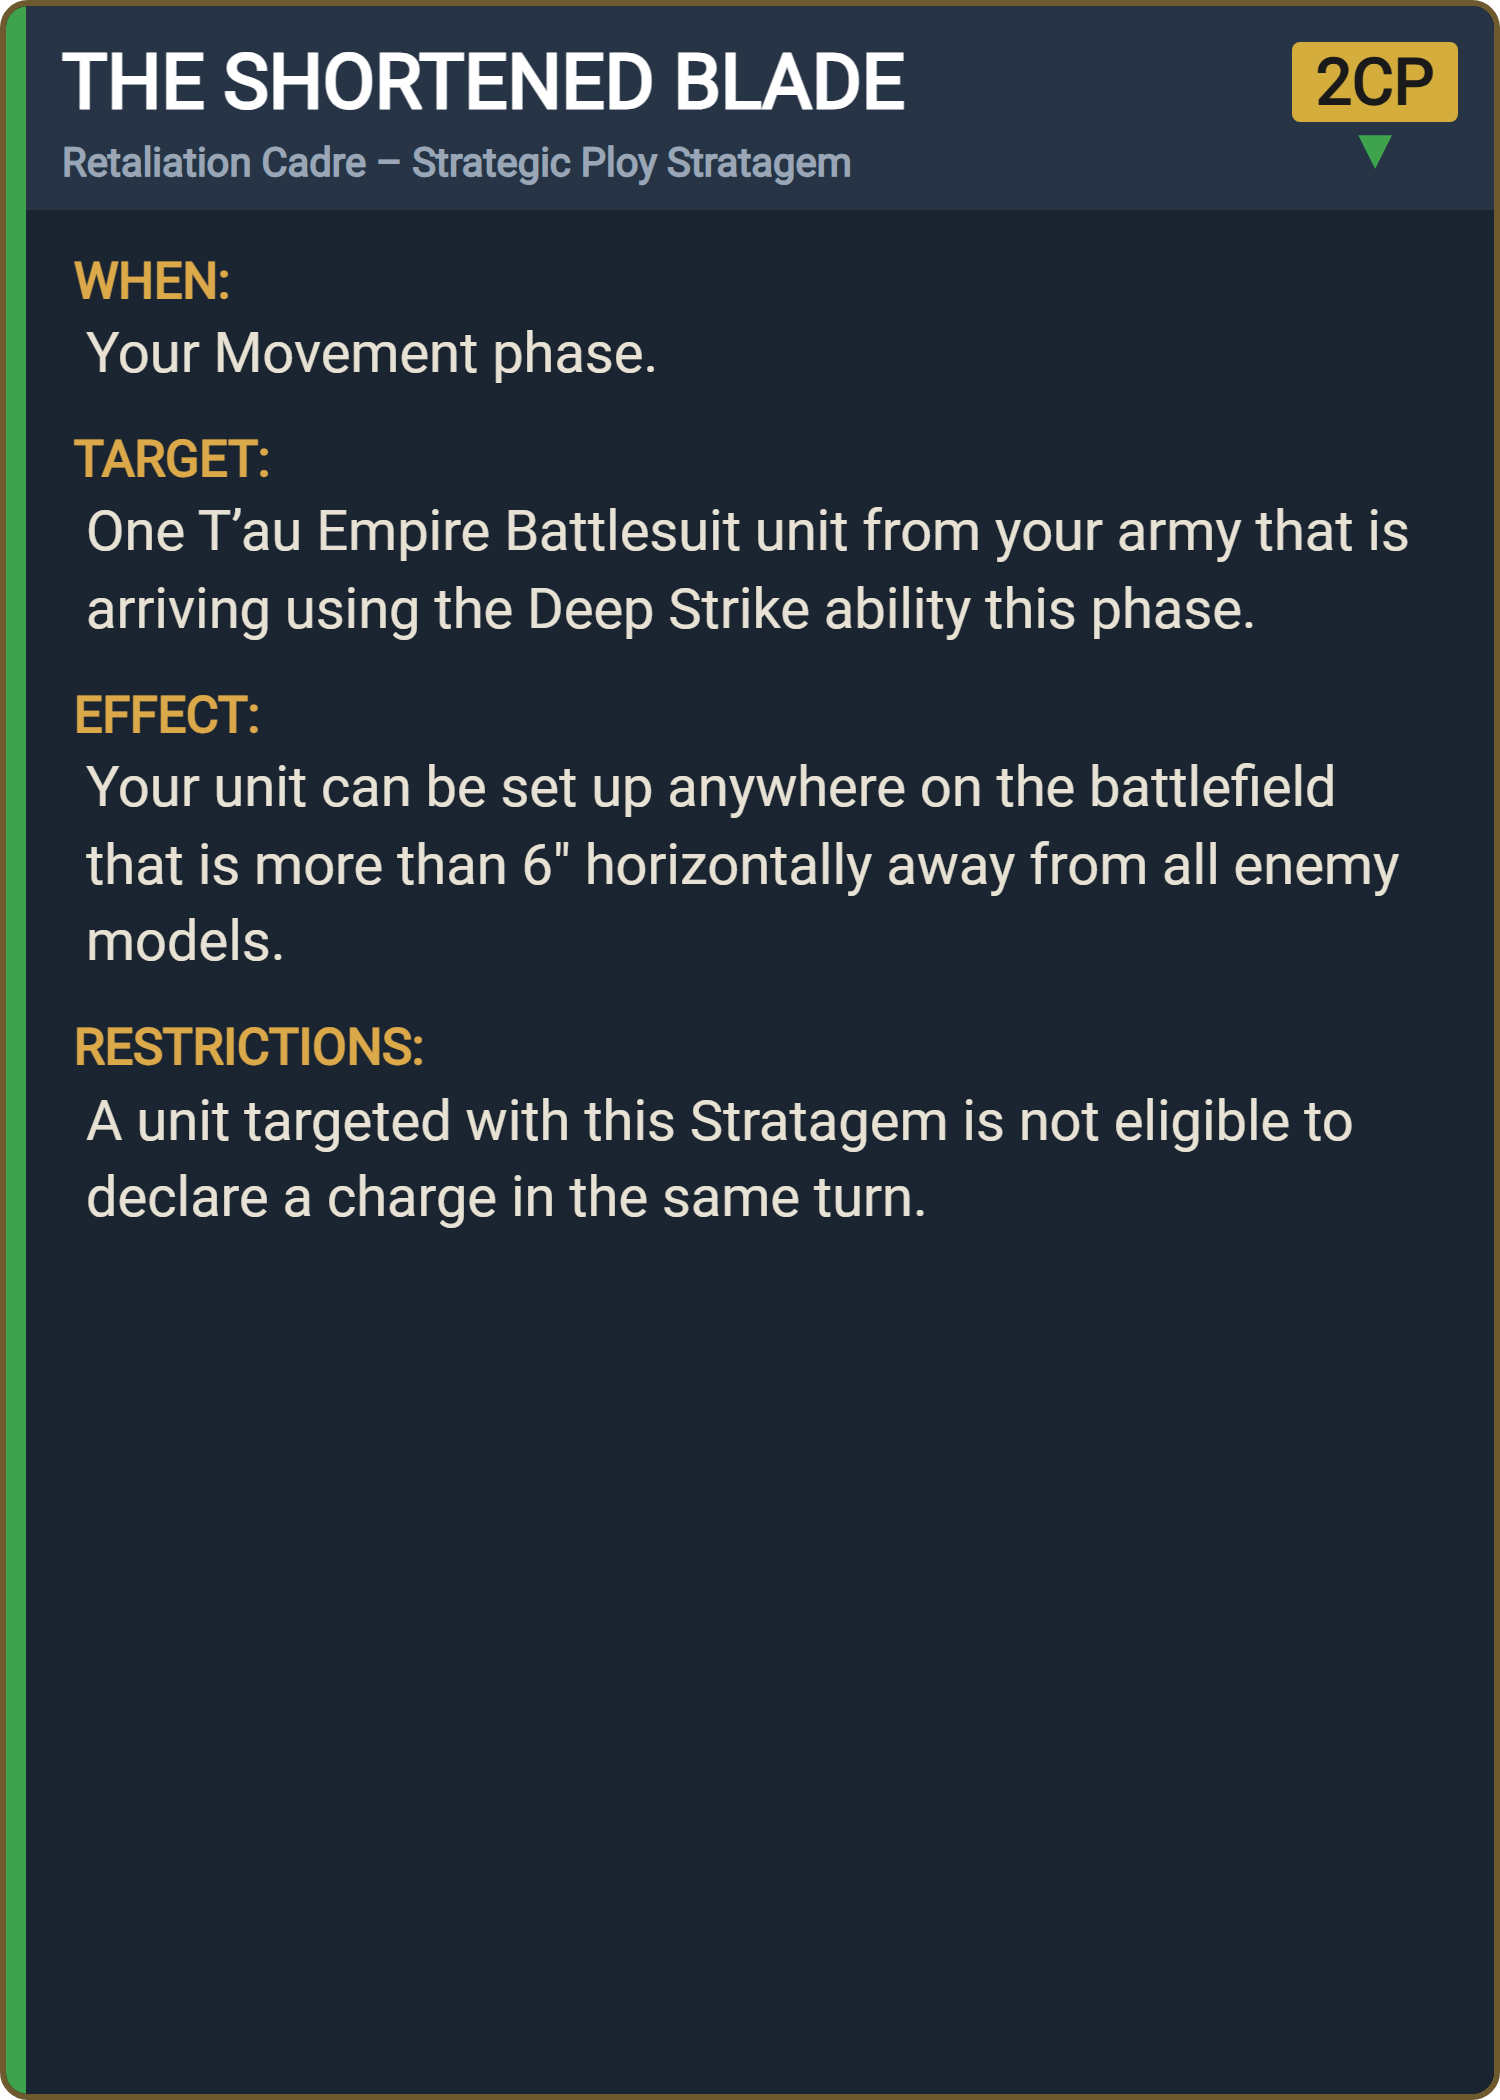 THE SHORTENED BLADE
2CP
Retaliation Cadre – Strategic Ploy Stratagem
WHEN:
Your Movement phase.
TARGET:
One T’au Empire Battlesuit unit from your army that is
arriving using the Deep Strike ability this phase.
EFFECT:
Your unit can be set up anywhere on the battlefield
that is more than 6" horizontally away from all enemy
models.
RESTRICTIONS:
A unit targeted with this Stratagem is not eligible to
declare a charge in the same turn.